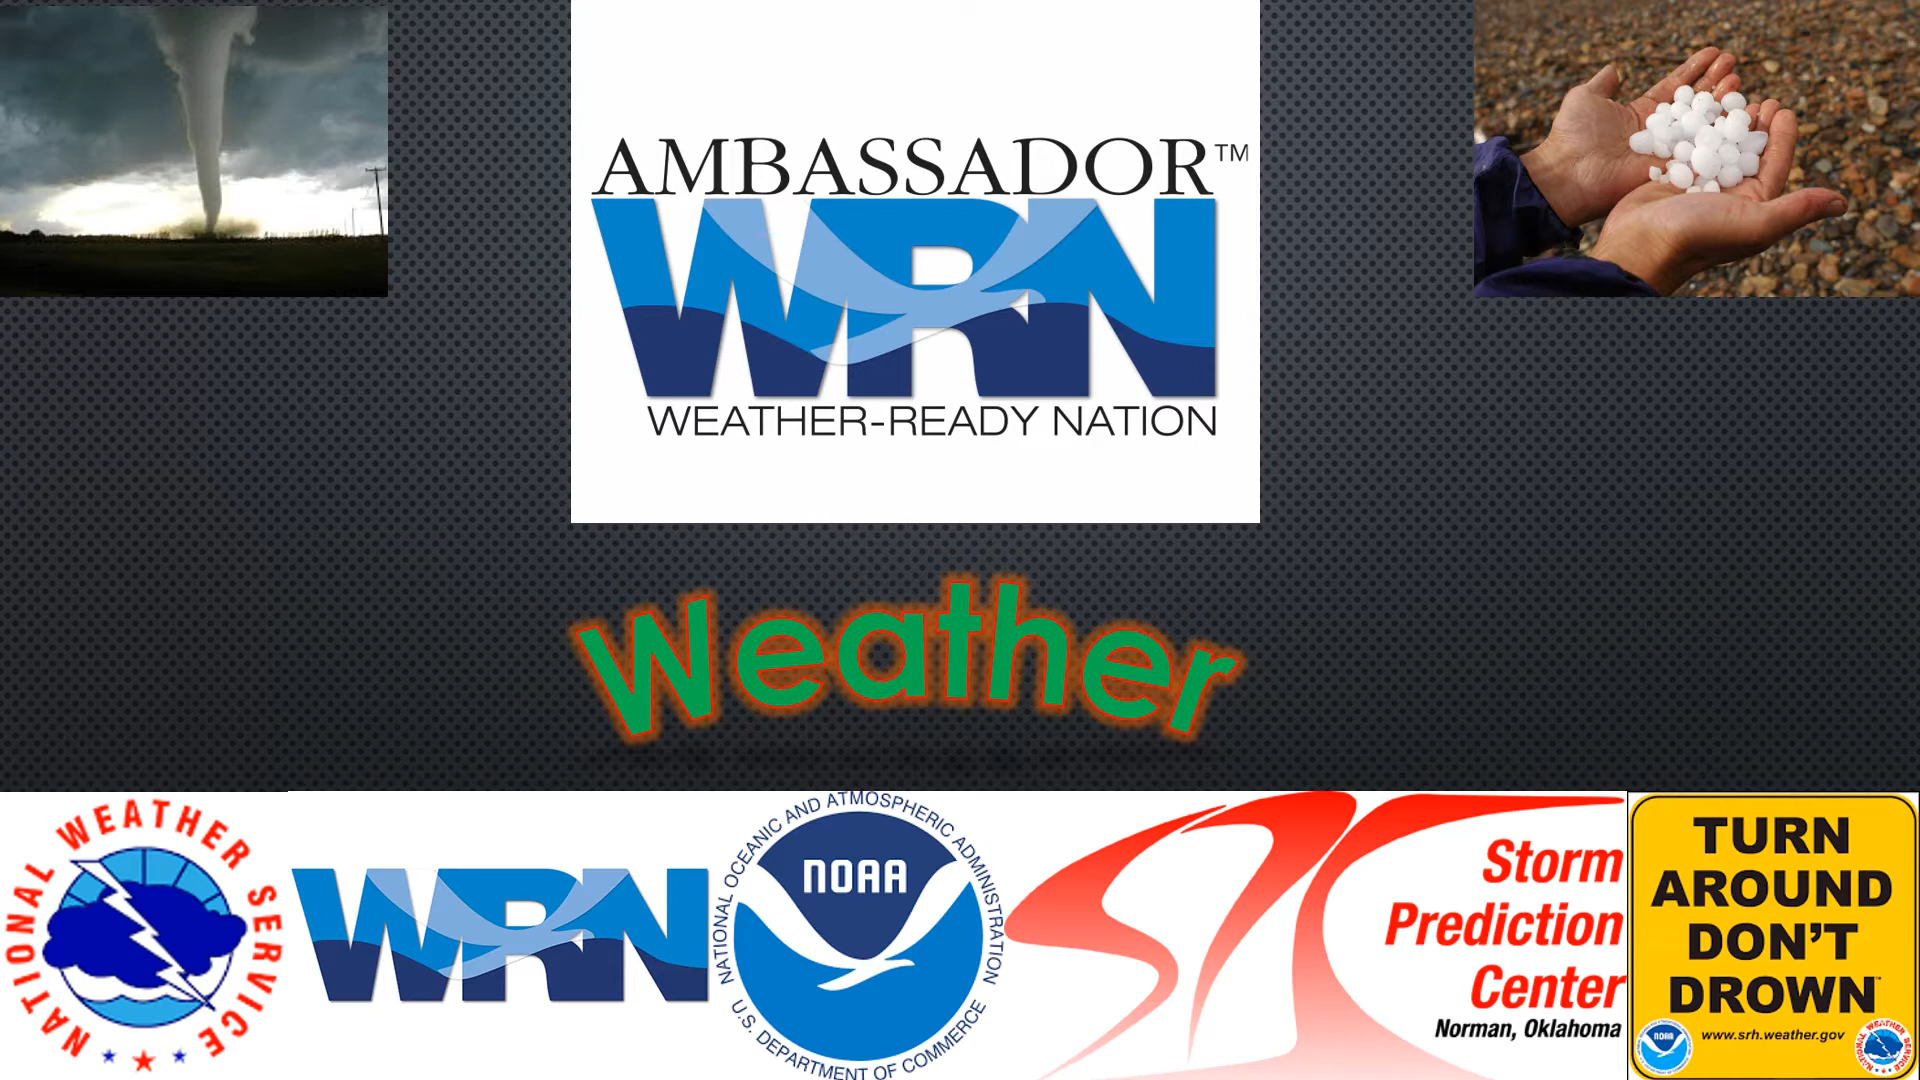 AMBASSADOR™
WRN
WEATHER-READY NATION
Weather
NATIONAL WEATHER SERVICE
WRN
NATIONAL OCEANIC AND ATMOSPHERIC ADMINISTRATION
NOAA
U.S. DEPARTMENT OF COMMERCE
Storm
Prediction
Center
Norman, Oklahoma
TURN
AROUND
DON'T
DROWN™
www.srh.weather.gov
NOAA